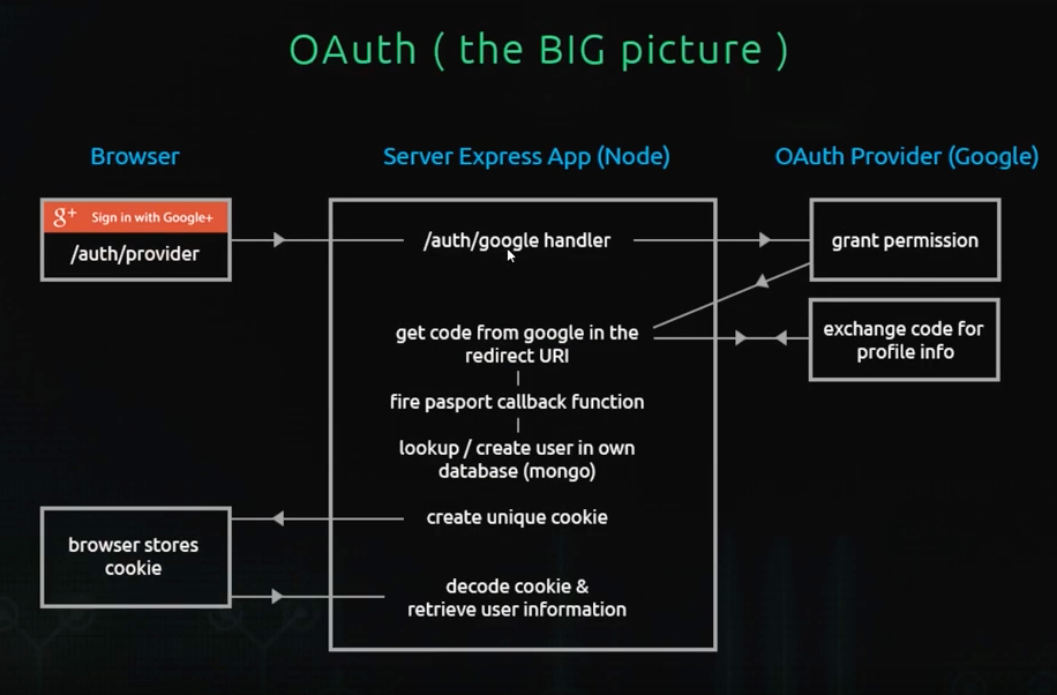 OAuth ( the BIG picture )
Browser
Server Express App (Node)
OAuth Provider (Google)
g+ Sign in with Google+
/auth/provider
/auth/google handler
grant permission
get code from google in the
redirect URI
exchange code for
profile info
fire pasport callback function
lookup / create user in own
database (mongo)
create unique cookie
browser stores
cookie
decode cookie &
retrieve user information